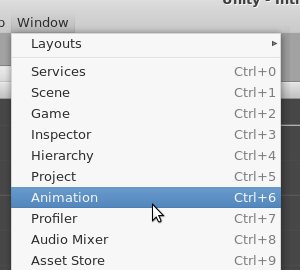 Unity - Int
Window
Layouts
Services Ctrl+0
Scene Ctrl+1
Game Ctrl+2
Inspector Ctrl+3
Hierarchy Ctrl+4
Project Ctrl+5
Animation Ctrl+6
Profiler Ctrl+7
Audio Mixer Ctrl+8
Asset Store Ctrl+9